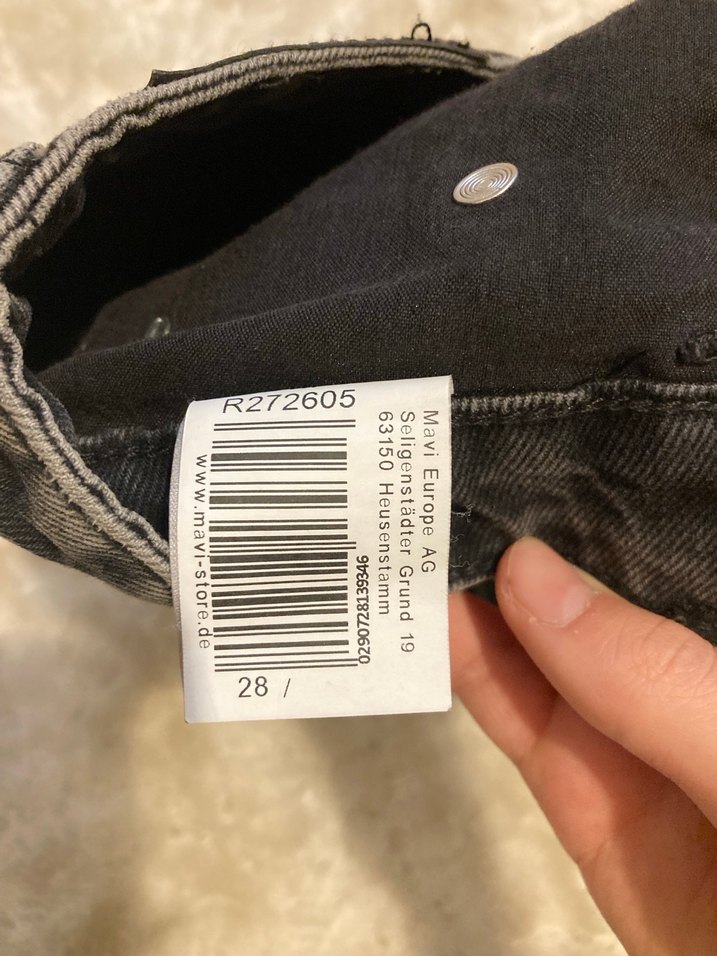 R272605
www.mavi-store.de
0290728139346
28 /
Mavi Europe AG
Seligenstädter Grund 19
63150 Heusenstamm